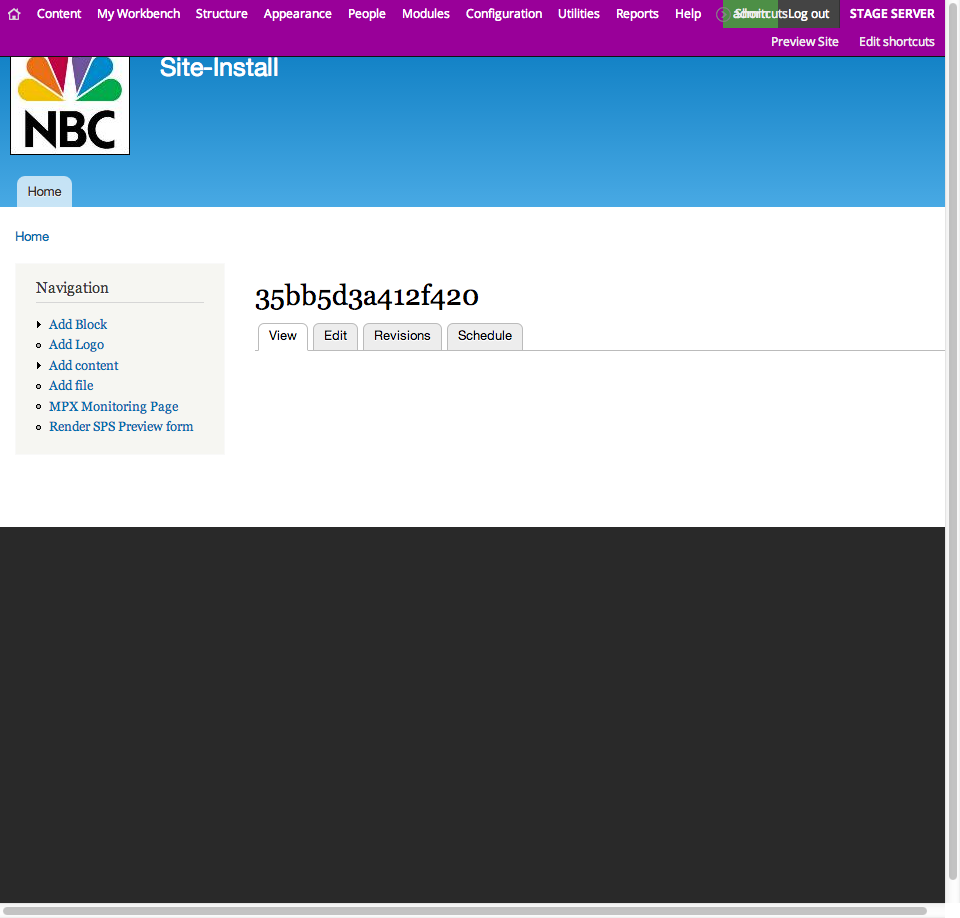 Content My Workbench Structure Appearance People Modules Configuration Utilities Reports Help admin Shortcuts Log out STAGE SERVER
Preview Site Edit shortcuts
Site-Install
NBC
Home
Home
Navigation
Add Block
Add Logo
Add content
Add file
MPX Monitoring Page
Render SPS Preview form
35bb5d3a412f420
View Edit Revisions Schedule